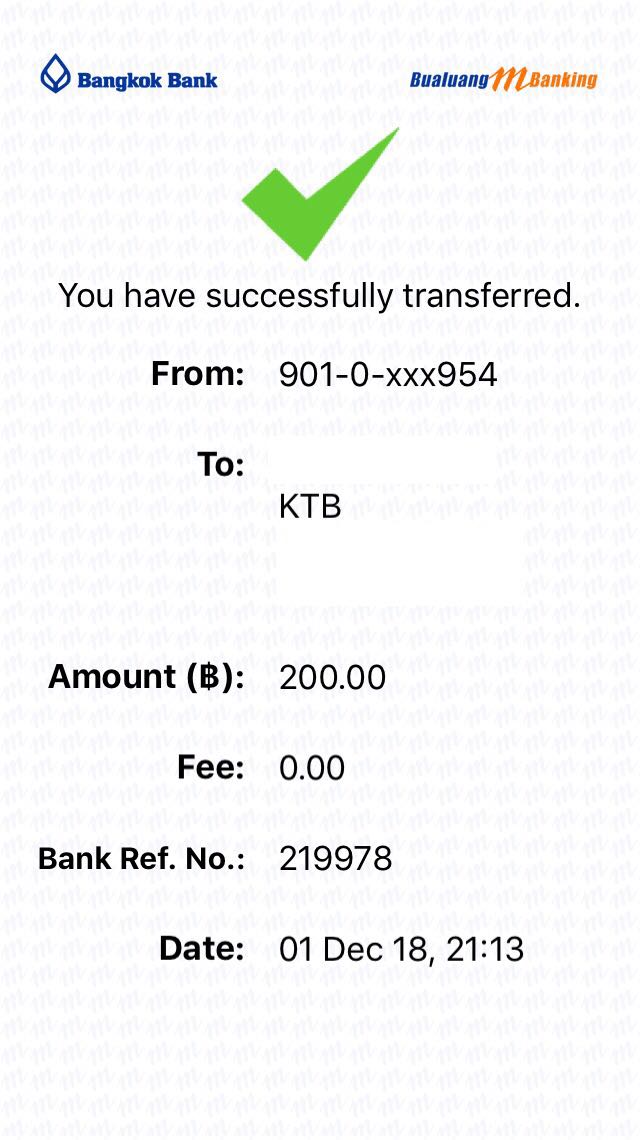 Bangkok Bank
Bualuang mBanking
You have successfully transferred.
From: 901-0-xxx954
To:
KTB
Amount (฿): 200.00
Fee: 0.00
Bank Ref. No.: 219978
Date: 01 Dec 18, 21:13